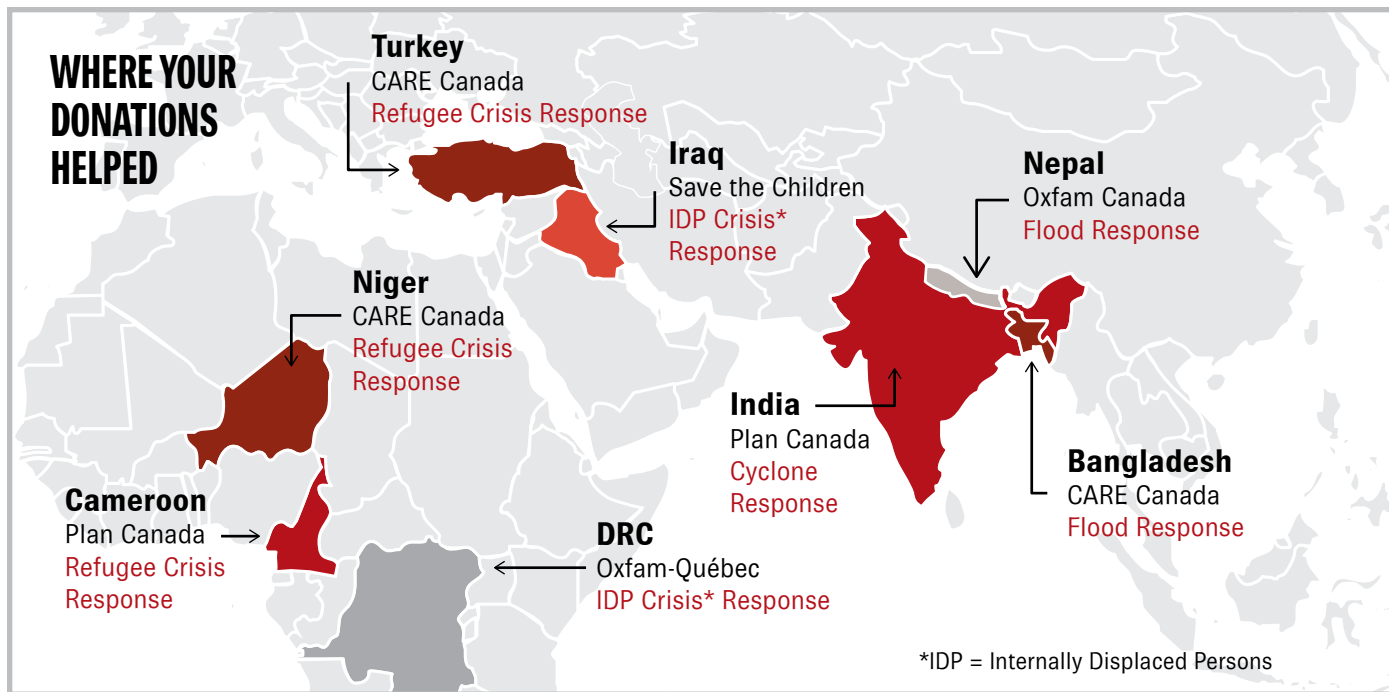 WHERE YOUR
DONATIONS
HELPED
Turkey
CARE Canada
Refugee Crisis Response
Iraq
Save the Children
IDP Crisis*
Response
Nepal
Oxfam Canada
Flood Response
Niger
CARE Canada
Refugee Crisis
Response
India
Plan Canada
Cyclone
Response
Bangladesh
CARE Canada
Flood Response
Cameroon
Plan Canada
Refugee Crisis
Response
DRC
Oxfam-Québec
IDP Crisis* Response
*IDP = Internally Displaced Persons